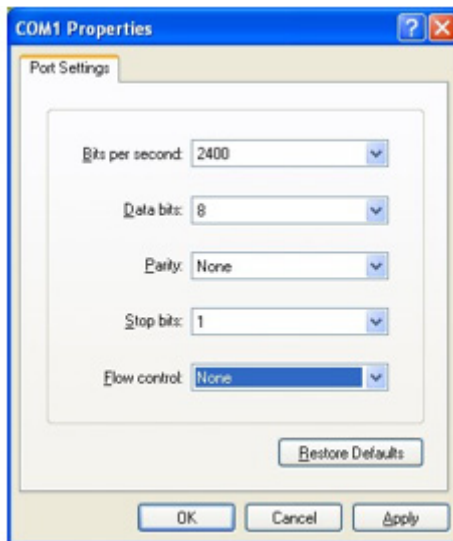 COM1 Properties
Port Settings
Bits per second: 2400
Data bits: 8
Parity: None
Stop bits: 1
Flow control: None
Restore Defaults
OK Cancel Apply